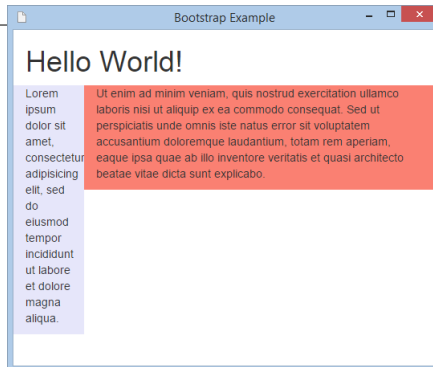 Bootstrap Example
Hello World!
Lorem
ipsum
dolor sit
amet,
consectetur
adipisicing
elit, sed
do
eiusmod
tempor
incididunt
ut labore
et dolore
magna
aliqua.
Ut enim ad minim veniam, quis nostrud exercitation ullamco
laboris nisi ut aliquip ex ea commodo consequat. Sed ut
perspiciatis unde omnis iste natus error sit voluptatem
accusantium doloremque laudantium, totam rem aperiam,
eaque ipsa quae ab illo inventore veritatis et quasi architecto
beatae vitae dicta sunt explicabo.